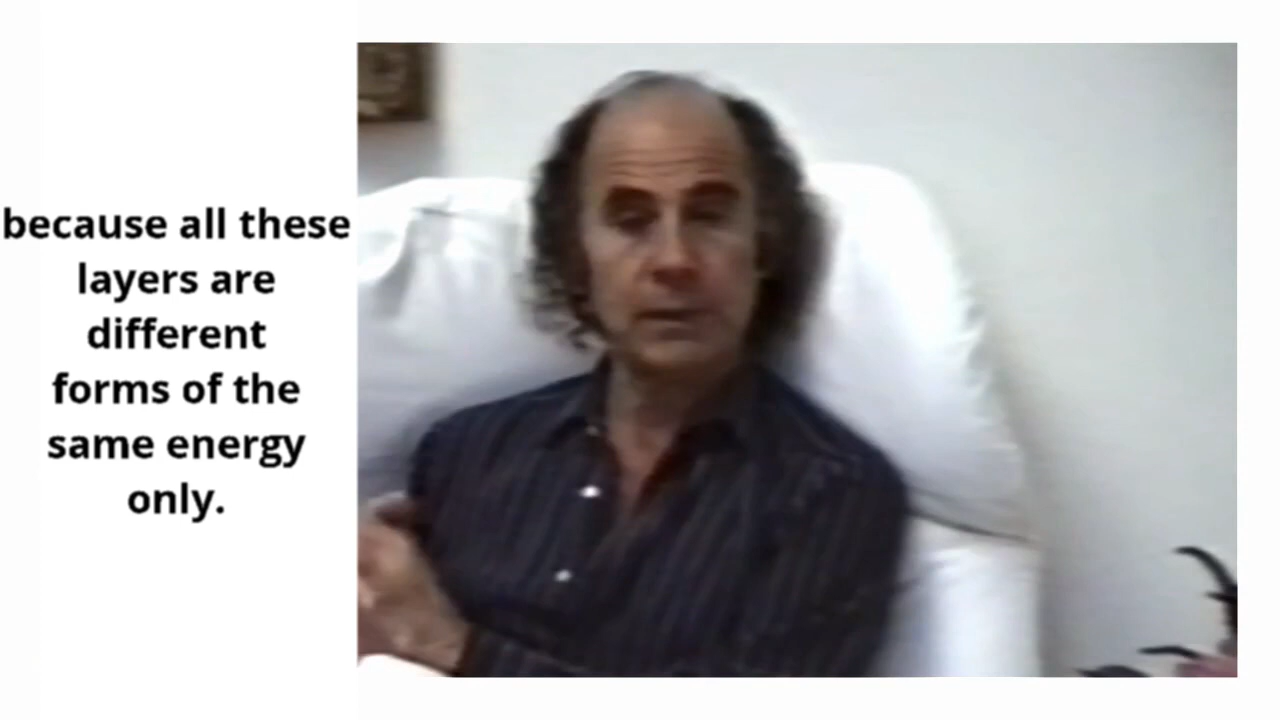 because all these
layers are
different
forms of the
same energy
only.